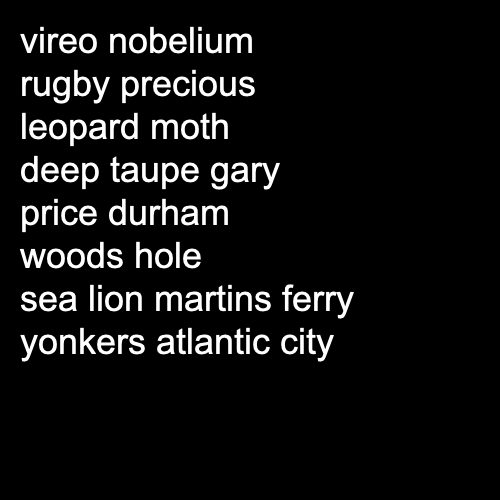 vireo nobelium
rugby precious
leopard moth
deep taupe gary
price durham
woods hole
sea lion martins ferry
yonkers atlantic city